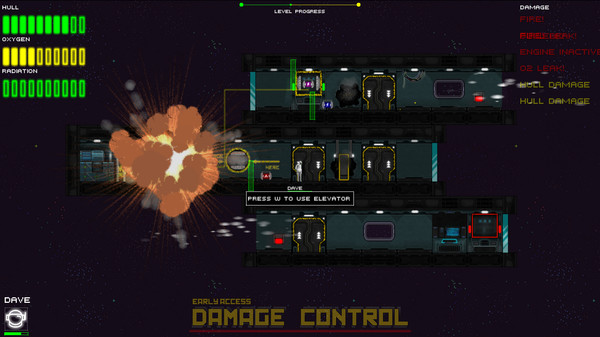 HULL
OXYGEN
RADIATION
LEVEL PROGRESS
DAMAGE
FIRE!
ENGINE INACTIVE
O2 LEAK!
HULL DAMAGE
HULL DAMAGE
HERE
DAVE
PRESS W TO USE ELEVATOR
DAVE
EARLY ACCESS
DAMAGE CONTROL